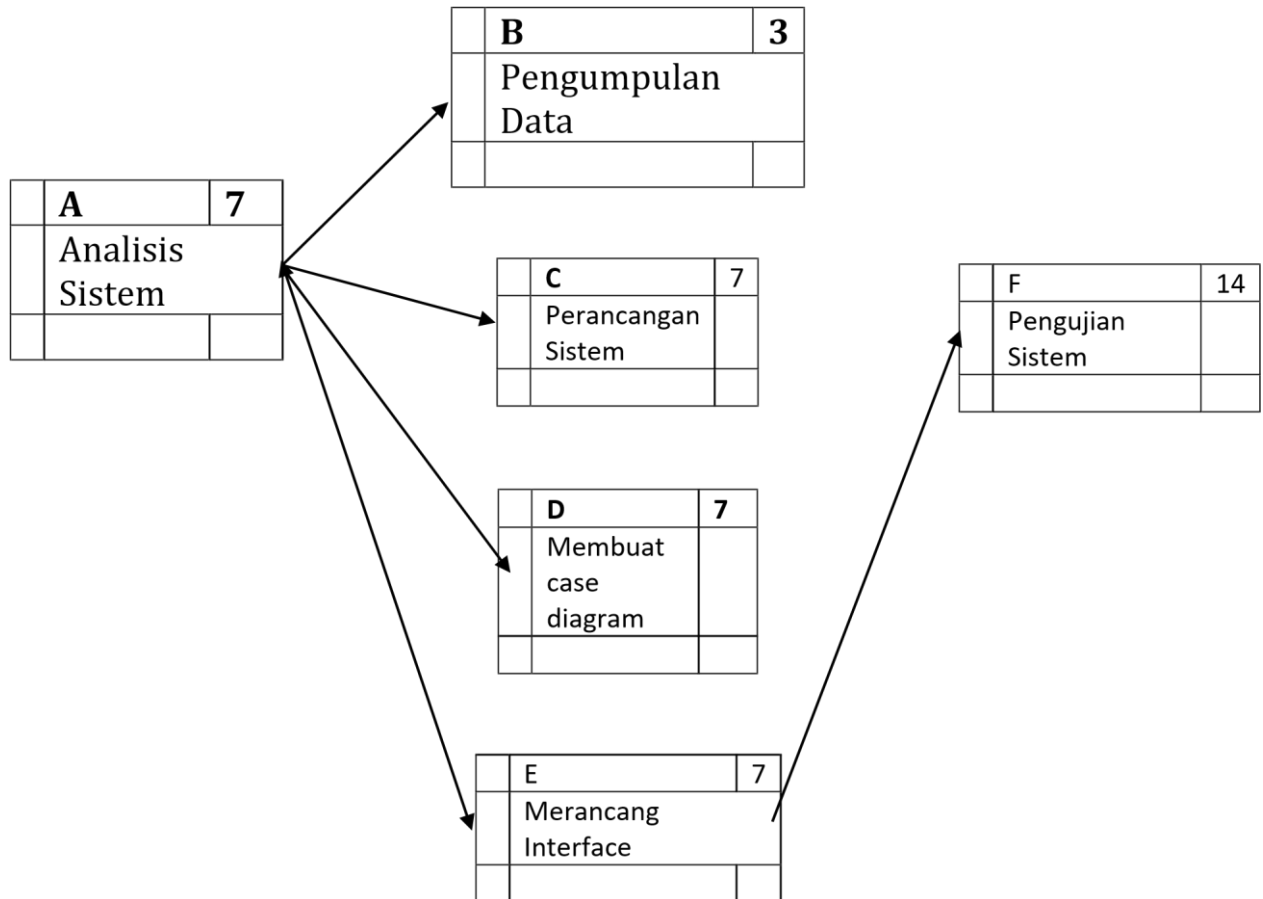 B 3
Pengumpulan
Data
A 7
Analisis
Sistem
C 7
Perancangan
Sistem
F 14
Pengujian
Sistem
D 7
Membuat
case
diagram
E 7
Merancang
Interface